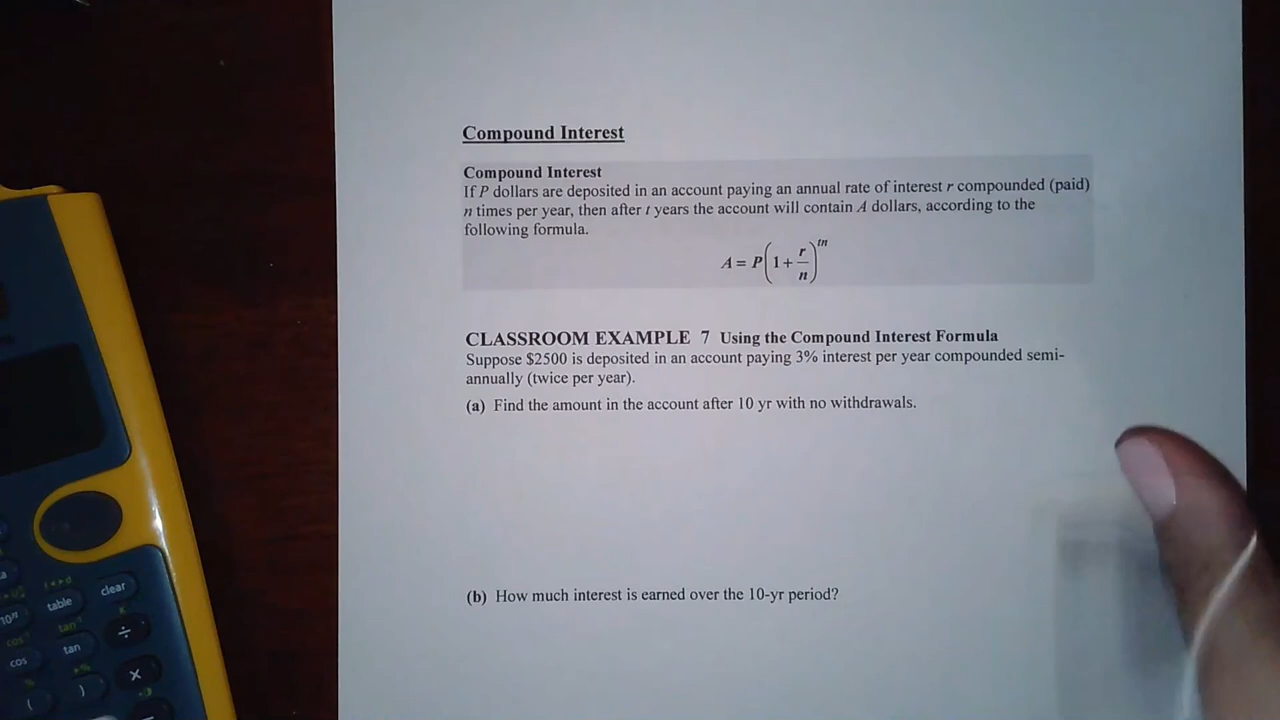 Compound Interest
Compound Interest
If P dollars are deposited in an account paying an annual rate of interest r compounded (paid)
n times per year, then after t years the account will contain A dollars, according to the
following formula.
A = P(1 + r/n)^tn
CLASSROOM EXAMPLE 7 Using the Compound Interest Formula
Suppose $2500 is deposited in an account paying 3% interest per year compounded semi-
annually (twice per year).
(a) Find the amount in the account after 10 yr with no withdrawals.
(b) How much interest is earned over the 10-yr period?
table
clear
÷
tan
cos
×
)
(